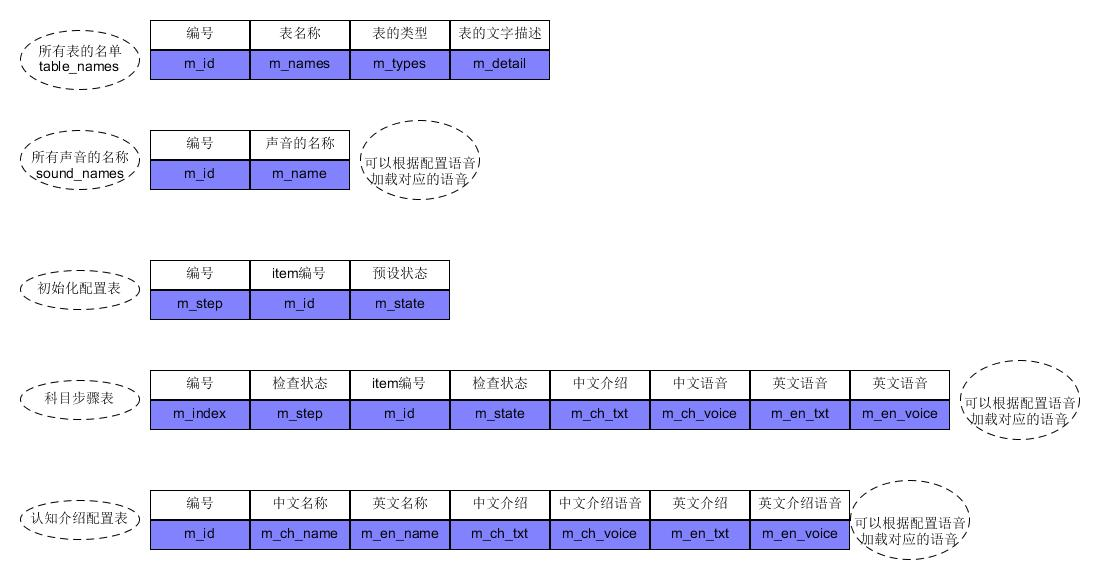 所有表的名单
table_names
编号 表名称 表的类型 表的文字描述
m_id m_names m_types m_detail
所有声音的名称
sound_names
编号 声音的名称
m_id m_name
可以根据配置语音
加载对应的语音
初始化配置表
编号 item编号 预设状态
m_step m_id m_state
科目步骤表
编号 检查状态 item编号 检查状态 中文介绍 中文语音 英文语音 英文语音
m_index m_step m_id m_state m_ch_txt m_ch_voice m_en_txt m_en_voice
可以根据配置语音
加载对应的语音
认知介绍配置表
编号 中文名称 英文名称 中文介绍 中文介绍语音 英文介绍 英文介绍语音
m_id m_ch_name m_en_name m_ch_txt m_ch_voice m_en_txt m_en_voice
可以根据配置语音
加载对应的语音